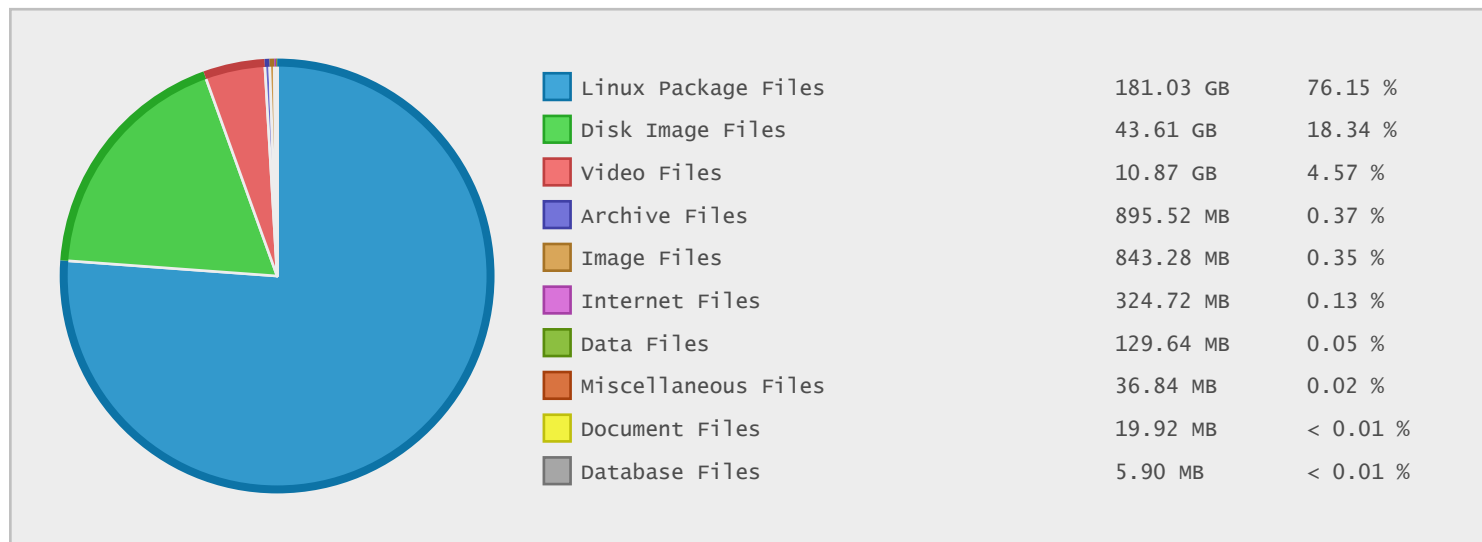 Linux Package Files 181.03 GB 76.15 %
Disk Image Files 43.61 GB 18.34 %
Video Files 10.87 GB 4.57 %
Archive Files 895.52 MB 0.37 %
Image Files 843.28 MB 0.35 %
Internet Files 324.72 MB 0.13 %
Data Files 129.64 MB 0.05 %
Miscellaneous Files 36.84 MB 0.02 %
Document Files 19.92 MB < 0.01 %
Database Files 5.90 MB < 0.01 %